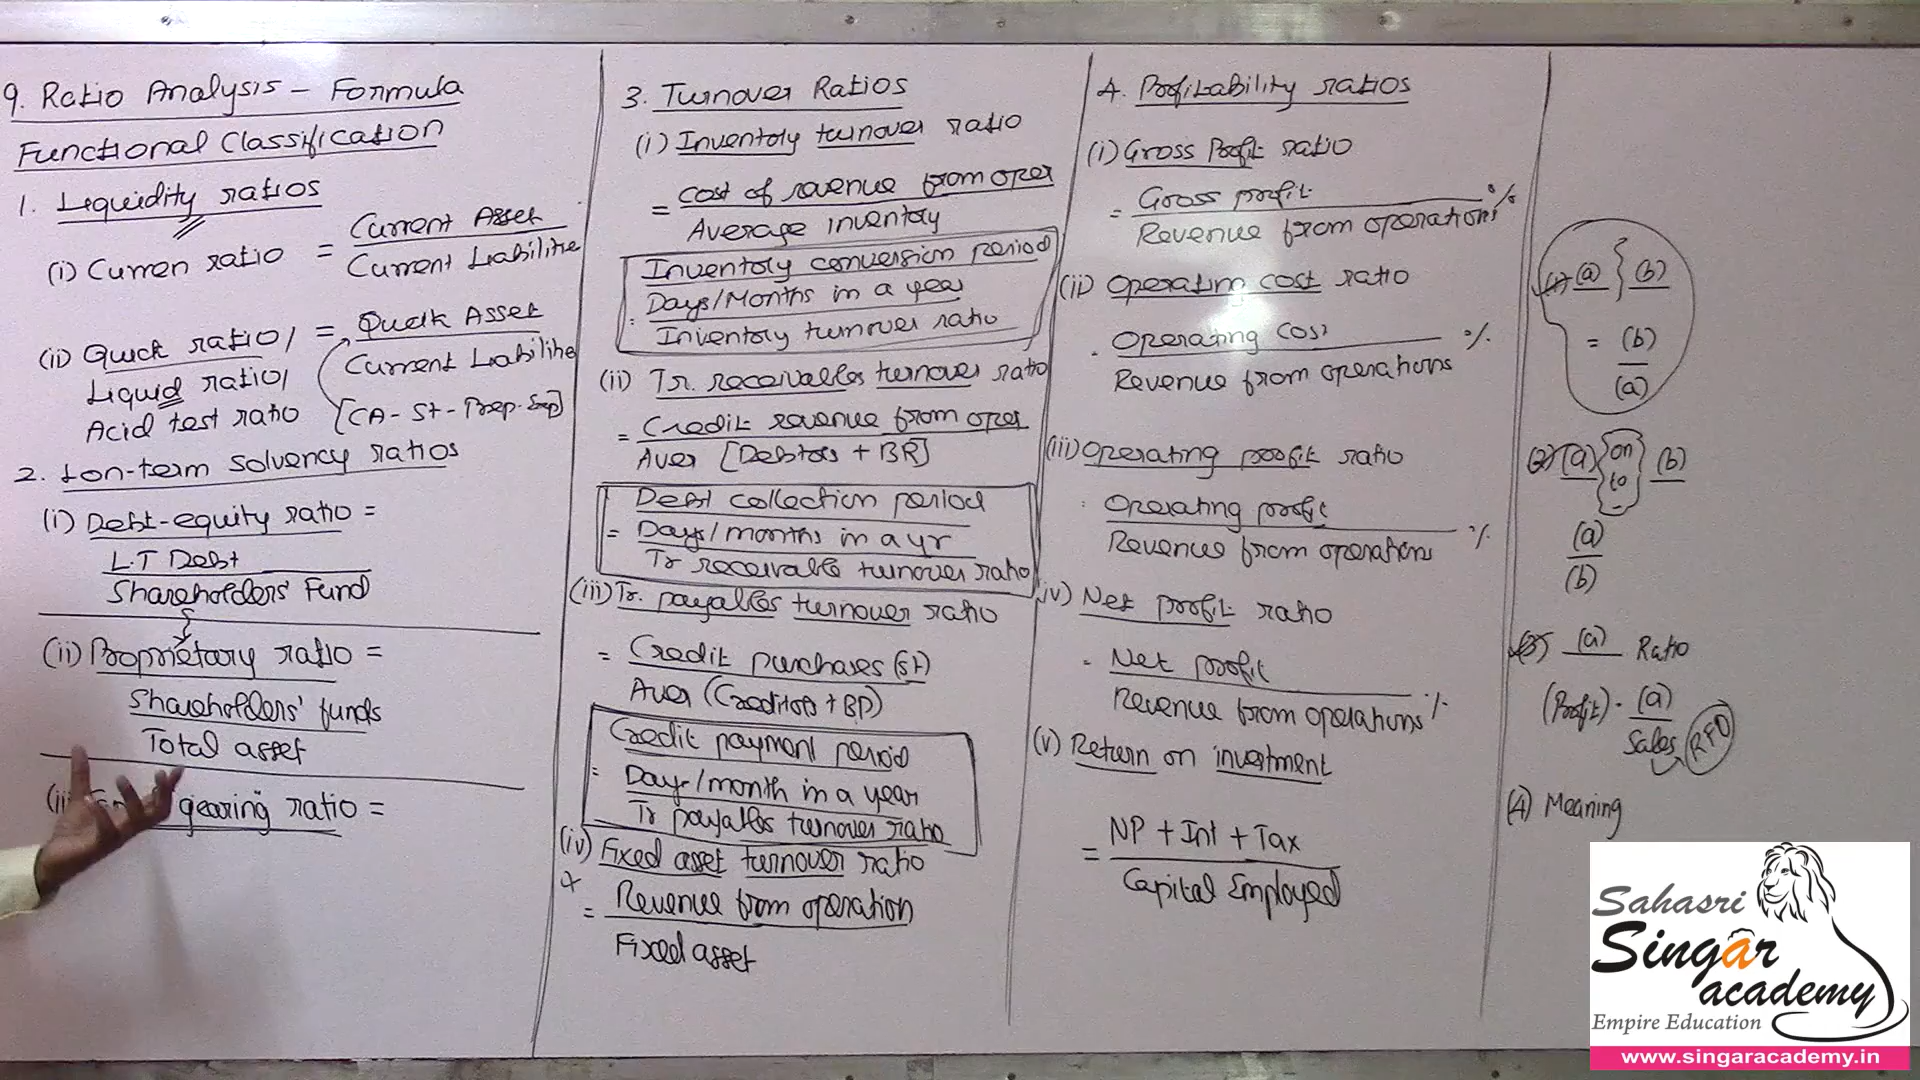 9. Ratio Analysis - Formula
Functional Classification
1. Liquidity ratios
(i) Curren ratio = Current Asset
Current Liabilitie
(ii) Quick ratio/ = Quick Asset
Current Liabilitie
Liquid ratio/
Acid test ratio [CA - St - Prep. Exp]
2. Lon-term Solvency ratios
(i) Debt-equity ratio =
L.T Debt
Shareholders' Fund
(ii) Proprietary ratio =
Shareholders' funds
Total asset
gearing ratio =
3. Turnover Ratios
(i) Inventory turnover ratio
= Cost of revenue from oper
Average inventory
Inventory conversion period
Days/Months in a year
Inventory turnover ratio
(ii) Tr. receivables turnover ratio
= Credit revenue from oper
Aver [Debtors + BR]
Debt collection period
= Days/months in a yr
Tr receivable turnover ratio
(iii) Tr. payables turnover ratio
= Credit purchases (st)
Aver (Creditors + BP)
Credit payment period
= Days/month in a year
Tr payables turnover ratio
(iv) Fixed asset turnover ratio
= Revenue from operation
Fixed asset
4. Profitability ratios
(i) Gross Profit ratio
= Gross profit %
Revenue from operations
(ii) Operating cost ratio
Operating Cost %
Revenue from operations
(iii) Operating profit ratio
Operating profit %
Revenue from operations
iv) Net profit ratio
= Net profit %
Revenue from operations
(v) Return on investment
= NP + Int + Tax
Capital Employed
(1) (a) } (b)
= (b)
(a)
(2) (a) { on to } (b)
(a)
(b)
(3) (a) Ratio
(Profit) = (a)
Sales (RFO)
(4) Meaning
Sahasri
Singar
academy
Empire Education
www.singaracademy.in